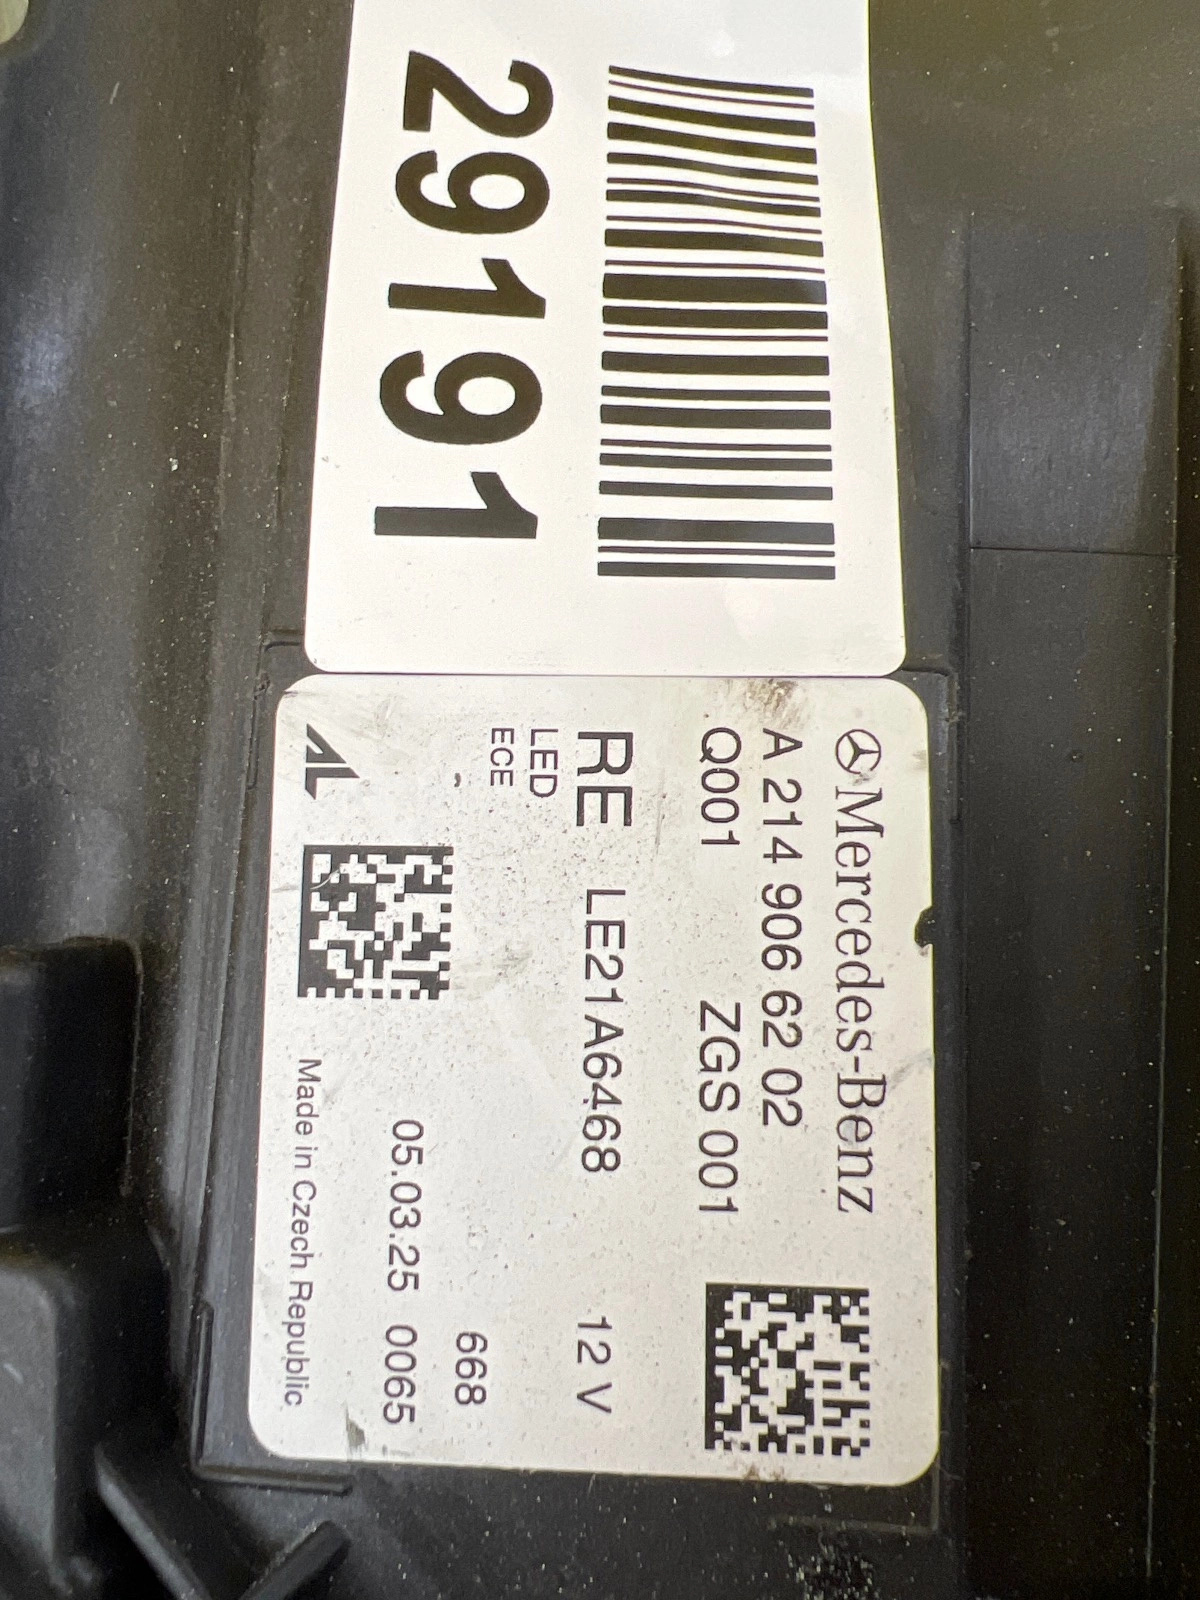 29191
Mercedes-Benz
A 214 906 62 02
Q001 ZGS 001
RE LE21A6468 12 V
LED
ECE
668
05.03.25 0065
AL
Made in Czech Republic